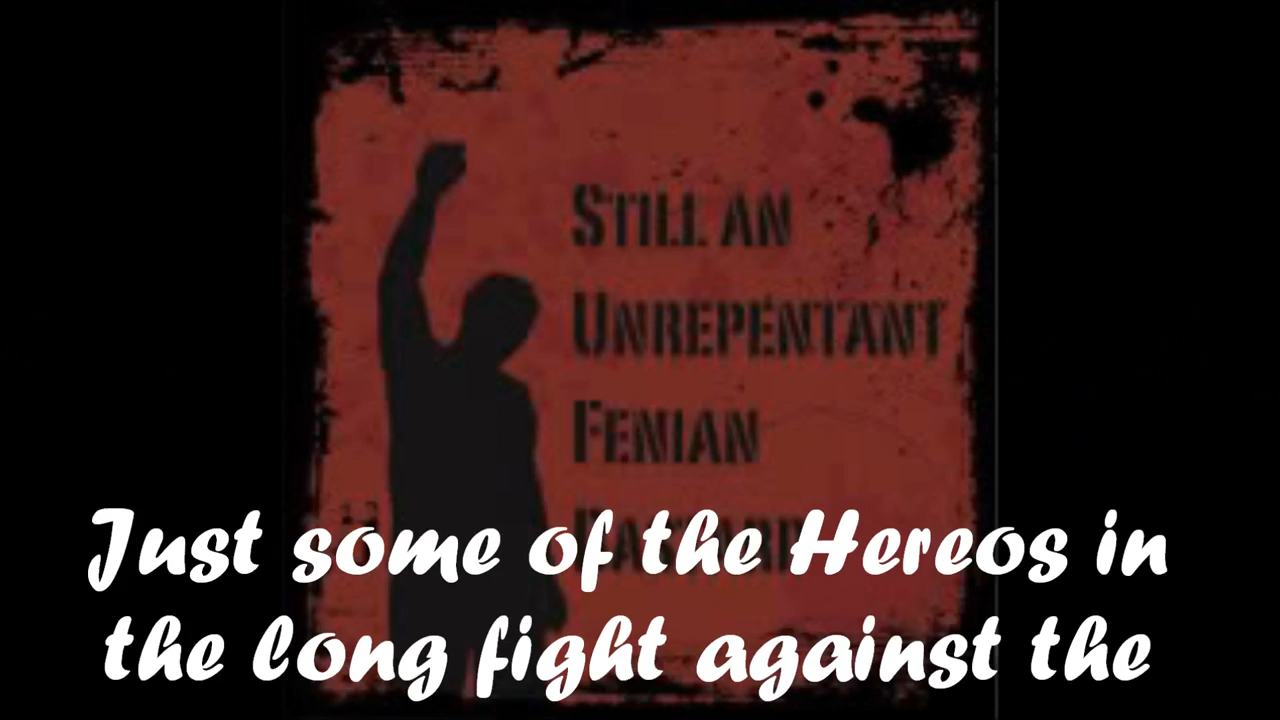 STILL AN
UNREPENTANT
FENIAN
Just some of the Hereos in
the long fight against the